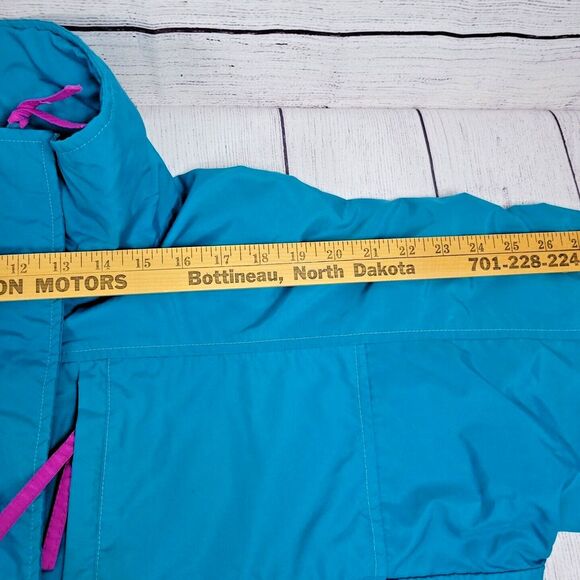 12 13 14 15 16 17 18 19 20 21 22 23 24 25 26 2
ON MOTORS Bottineau, North Dakota 701-228-224